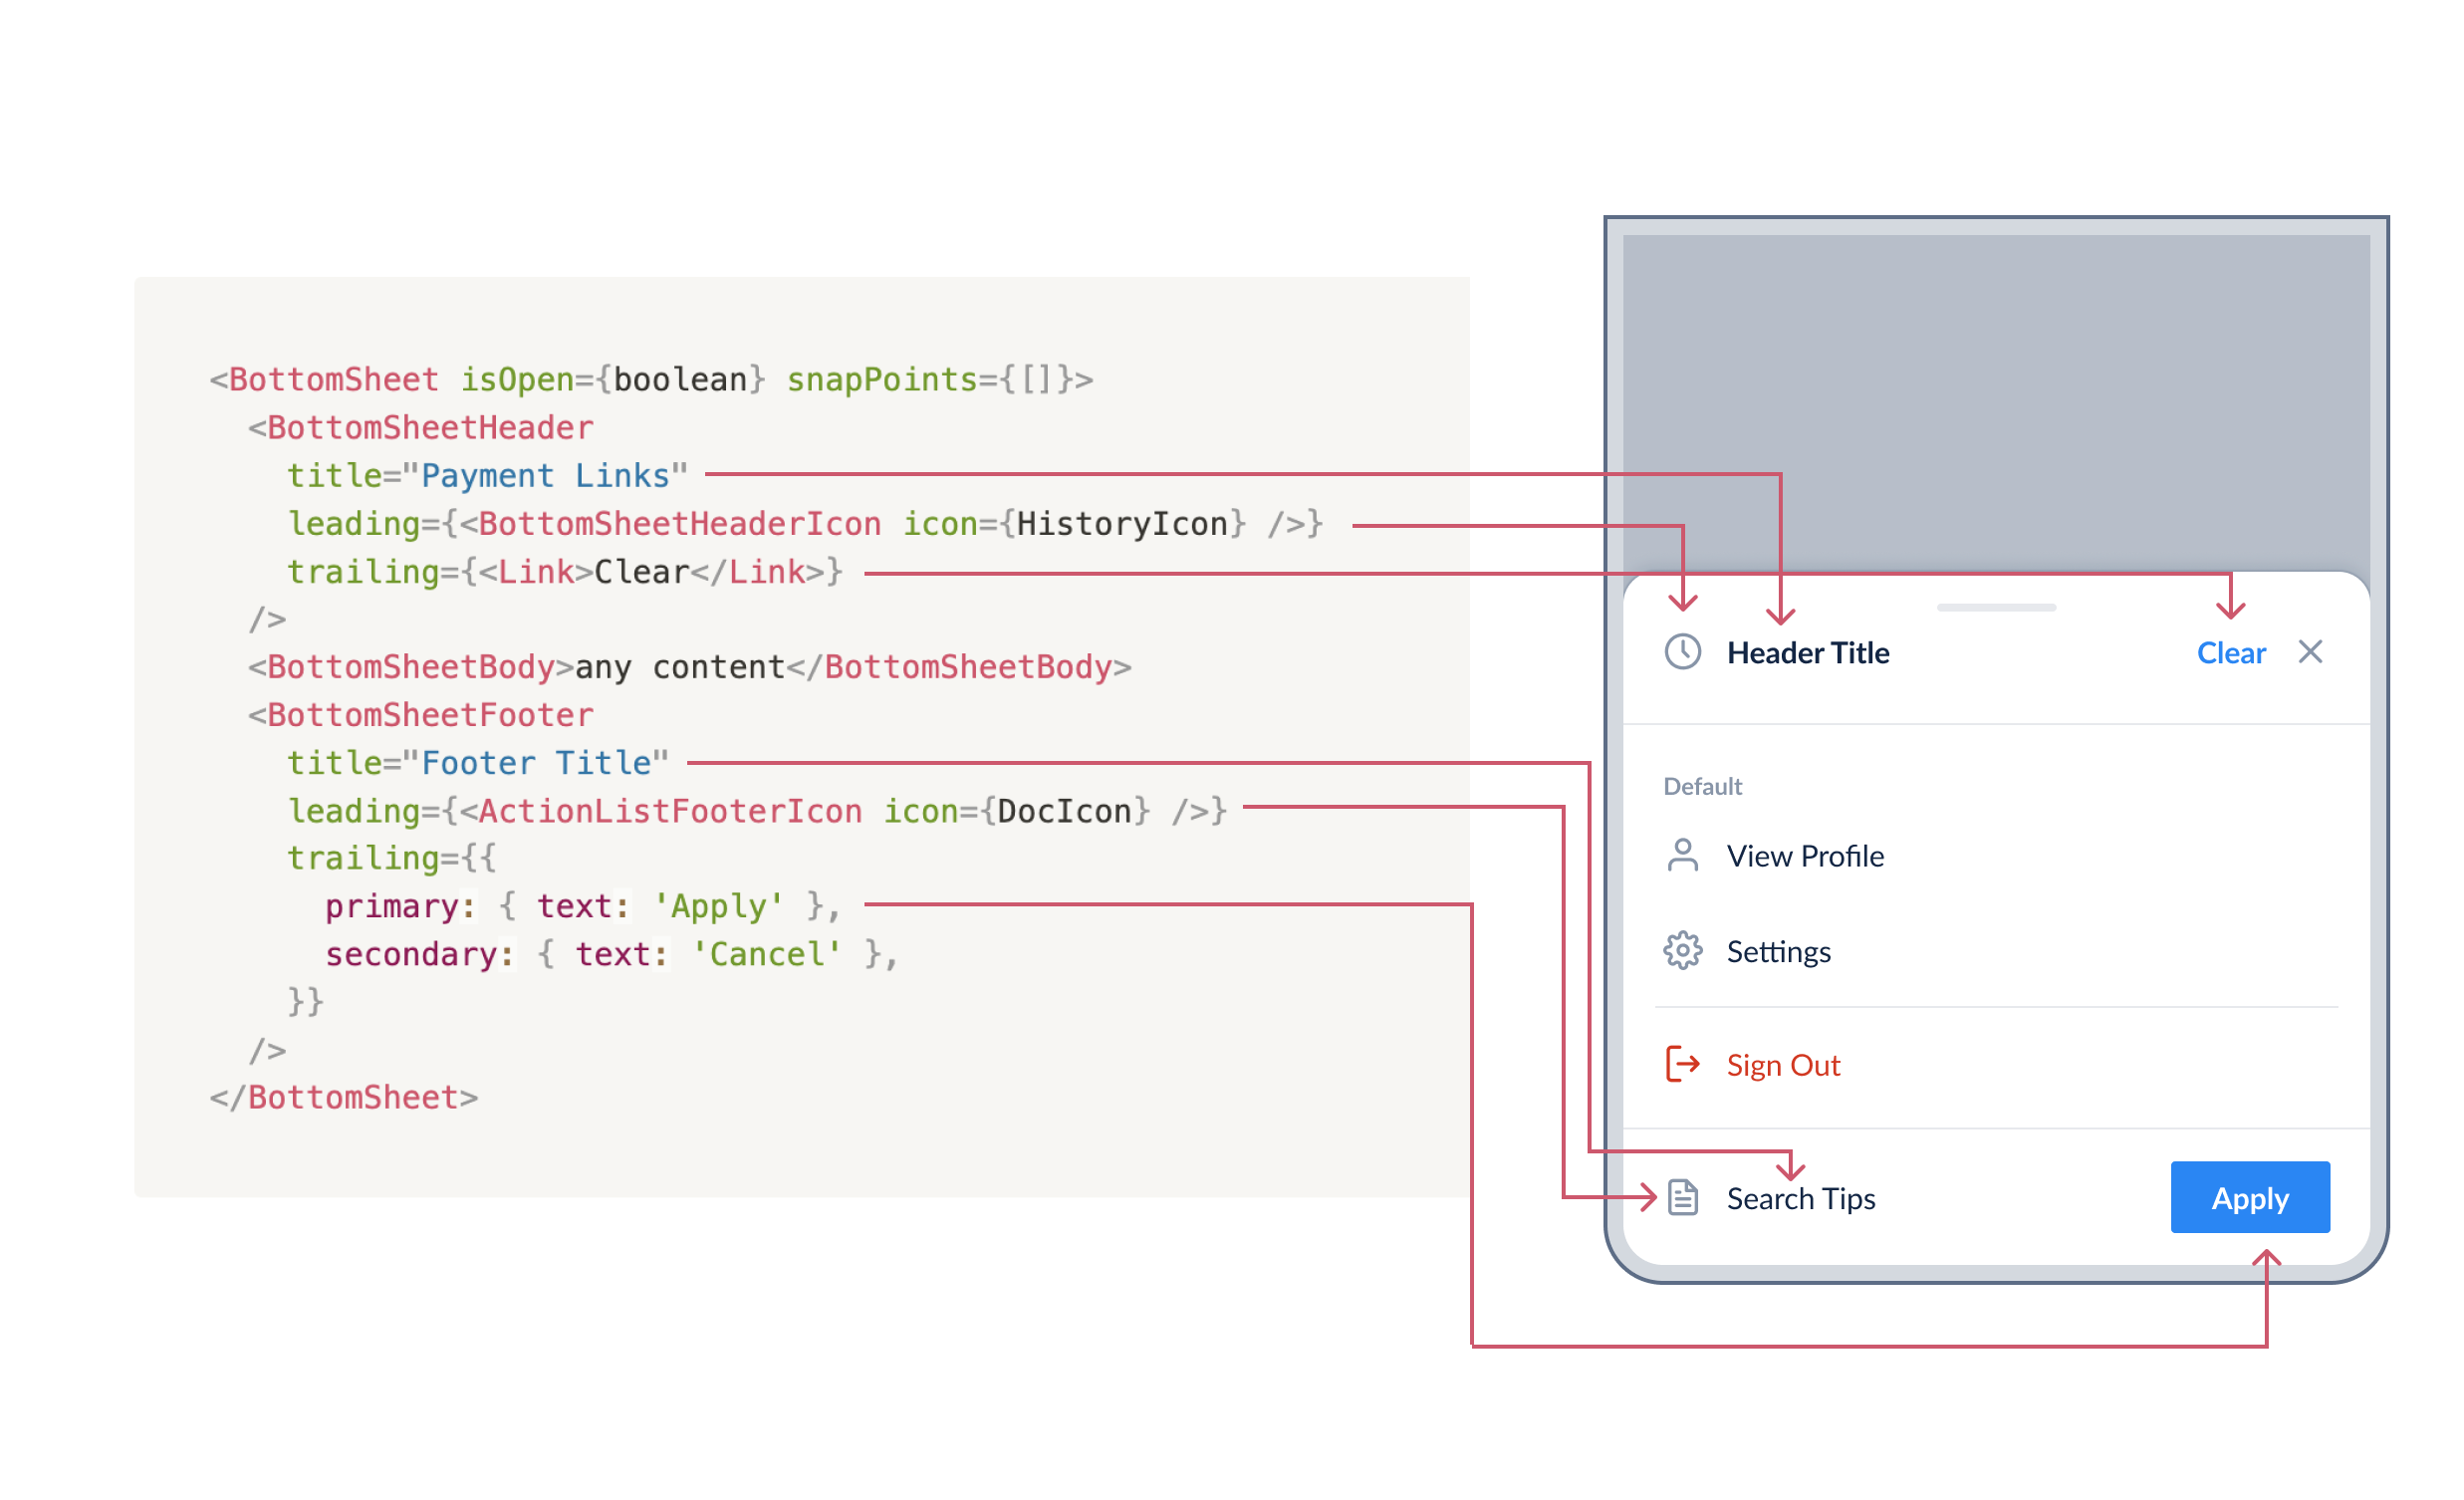 <BottomSheet isOpen={boolean} snapPoints={[]}>
<BottomSheetHeader
title="Payment Links"
leading={<BottomSheetHeaderIcon icon={HistoryIcon} />}
trailing={<Link>Clear</Link>}
/>
<BottomSheetBody>any content</BottomSheetBody>
<BottomSheetFooter
title="Footer Title"
leading={<ActionListFooterIcon icon={DocIcon} />}
trailing={{
primary: { text: 'Apply' },
secondary: { text: 'Cancel' },
}}
/>
</BottomSheet>
Header Title
Clear
Default
View Profile
Settings
Sign Out
Search Tips
Apply